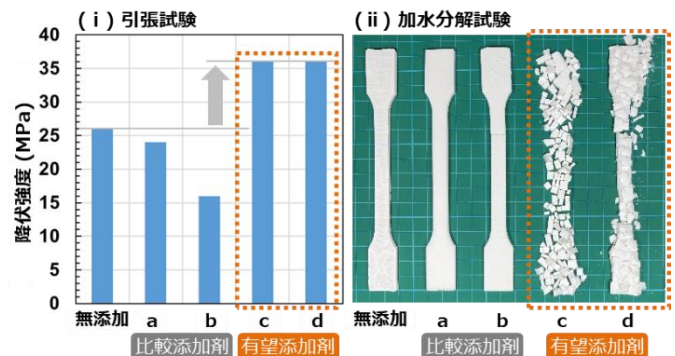 (ⅰ) 引張試験
降伏強度 (MPa)
40
35
30
25
20
15
10
5
0
無添加 a b c d
比較添加剤 有望添加剤
(ⅱ) 加水分解試験
無添加 a b c d
比較添加剤 有望添加剤